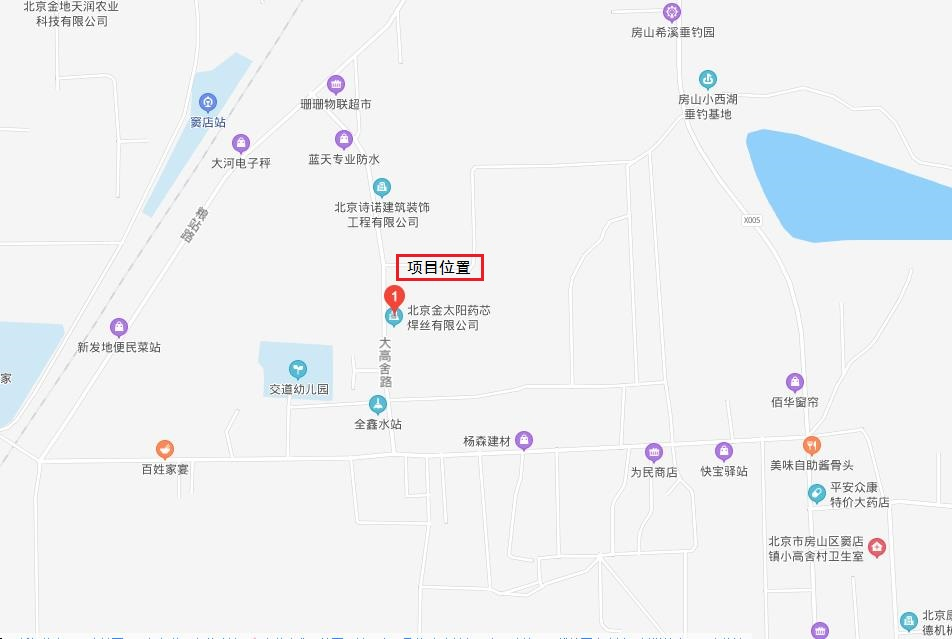 北京金地天润农业
科技有限公司
房山希溪垂钓园
珊珊物联超市
房山小西湖
垂钓基地
窦店站
大河电子秤
蓝天专业防水
北京诗诺建筑装饰
工程有限公司
X005
项目位置
1
北京金太阳药芯
焊丝有限公司
新发地便民菜站
大高舍路
家
交道幼儿园
佰华窗帘
全鑫水站
杨森建材
百姓家宴
为民商店
快宝驿站
美味自助酱骨头
平安众康
特价大药店
北京市房山区窦店
镇小高舍村卫生室